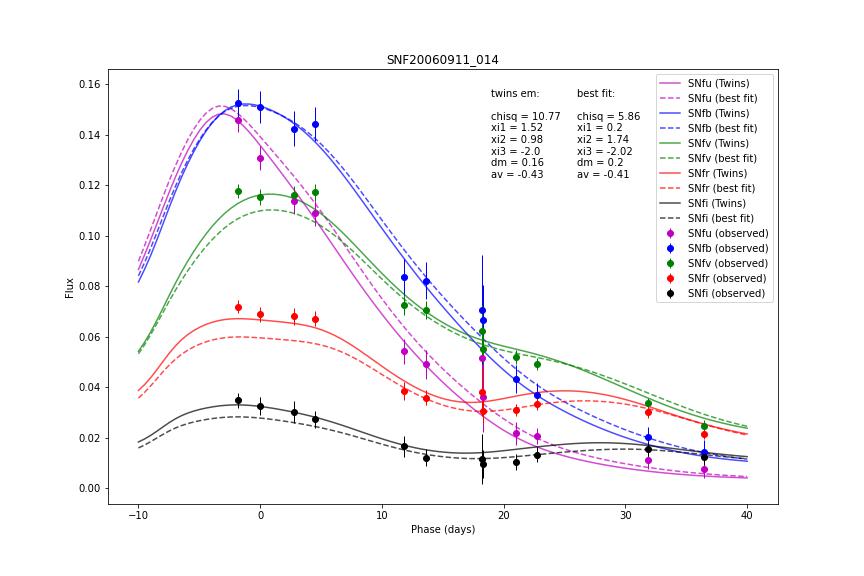 SNF20060911_014
twins em: best fit:
chisq = 10.77 chisq = 5.86
xi1 = 1.52 xi1 = 0.2
xi2 = 0.98 xi2 = 1.74
xi3 = -2.0 xi3 = -2.02
dm = 0.16 dm = 0.2
av = -0.43 av = -0.41
SNfu (Twins)
SNfu (best fit)
SNfb (Twins)
SNfb (best fit)
SNfv (Twins)
SNfv (best fit)
SNfr (Twins)
SNfr (best fit)
SNfi (Twins)
SNfi (best fit)
SNfu (observed)
SNfb (observed)
SNfv (observed)
SNfr (observed)
SNfi (observed)
Flux
0.16
0.14
0.12
0.10
0.08
0.06
0.04
0.02
0.00
−10 0 10 20 30 40
Phase (days)